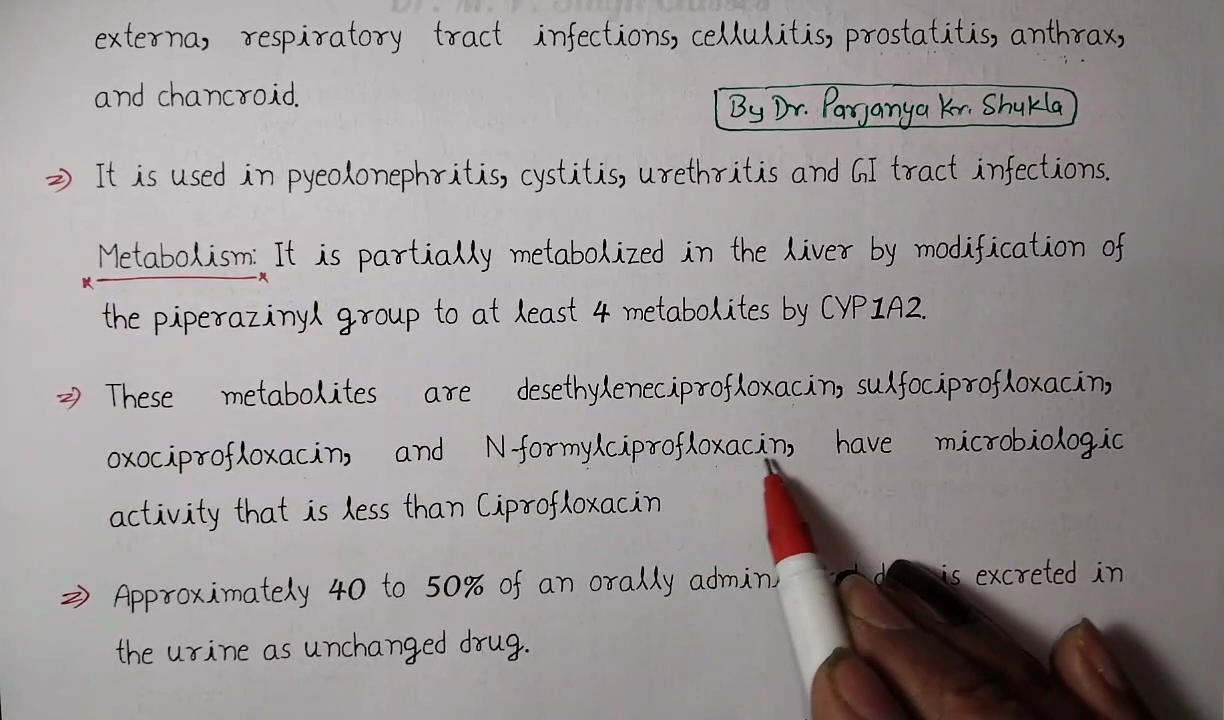 externa, respiratory tract infections, cellulitis, prostatitis, anthrax,
and chancroid.
By Dr. Parjanya Kr. Shukla
=) It is used in pyeolonephritis, cystitis, urethritis and GI tract infections.
Metabolism: It is partially metabolized in the liver by modification of
the piperazinyl group to at least 4 metabolites by CYP1A2.
=) These metabolites are desethyleneciprofloxacin, sulfociprofloxacin,
oxociprofloxacin, and N-formylciprofloxacin, have microbiologic
activity that is less than Ciprofloxacin
=) Approximately 40 to 50% of an orally is excreted in
the urine as unchanged drug.